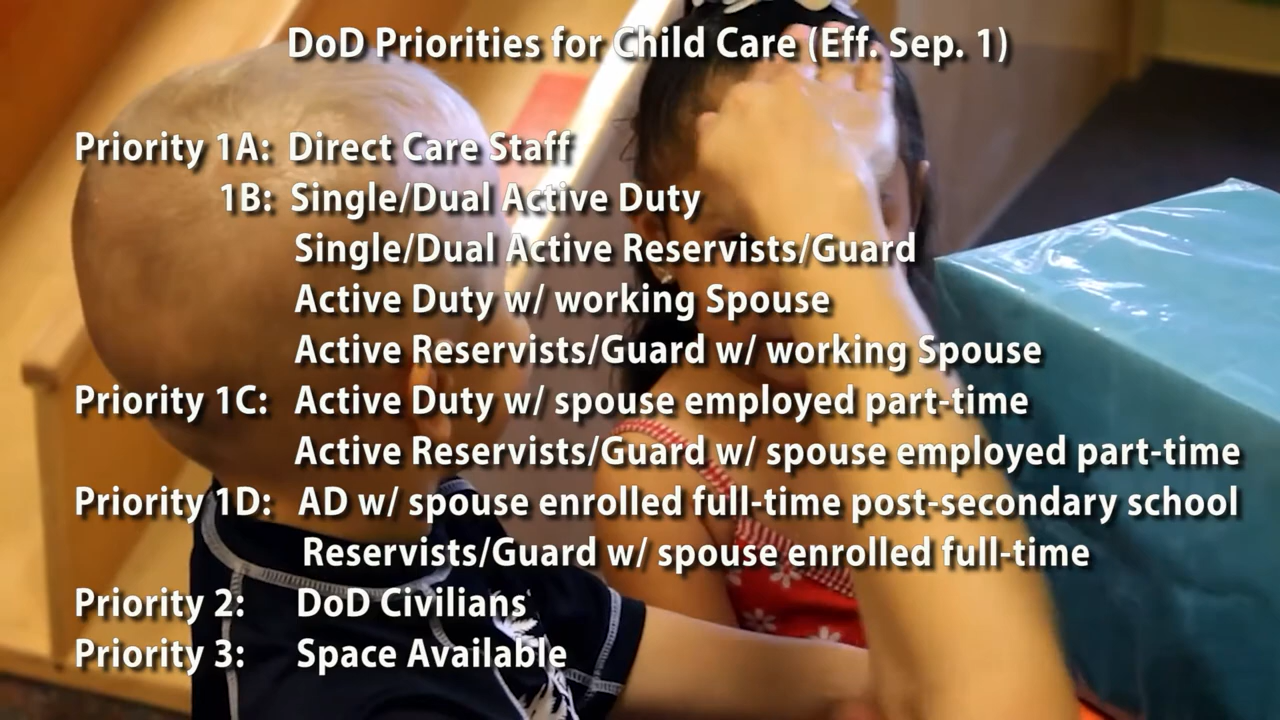 DoD Priorities for Child Care (Eff. Sep. 1)
Priority 1A: Direct Care Staff
1B: Single/Dual Active Duty
Single/Dual Active Reservists/Guard
Active Duty w/ working Spouse
Active Reservists/Guard w/ working Spouse
Priority 1C: Active Duty w/ spouse employed part-time
Active Reservists/Guard w/ spouse employed part-time
Priority 1D: AD w/ spouse enrolled full-time post-secondary school
Reservists/Guard w/ spouse enrolled full-time
Priority 2: DoD Civilians
Priority 3: Space Available